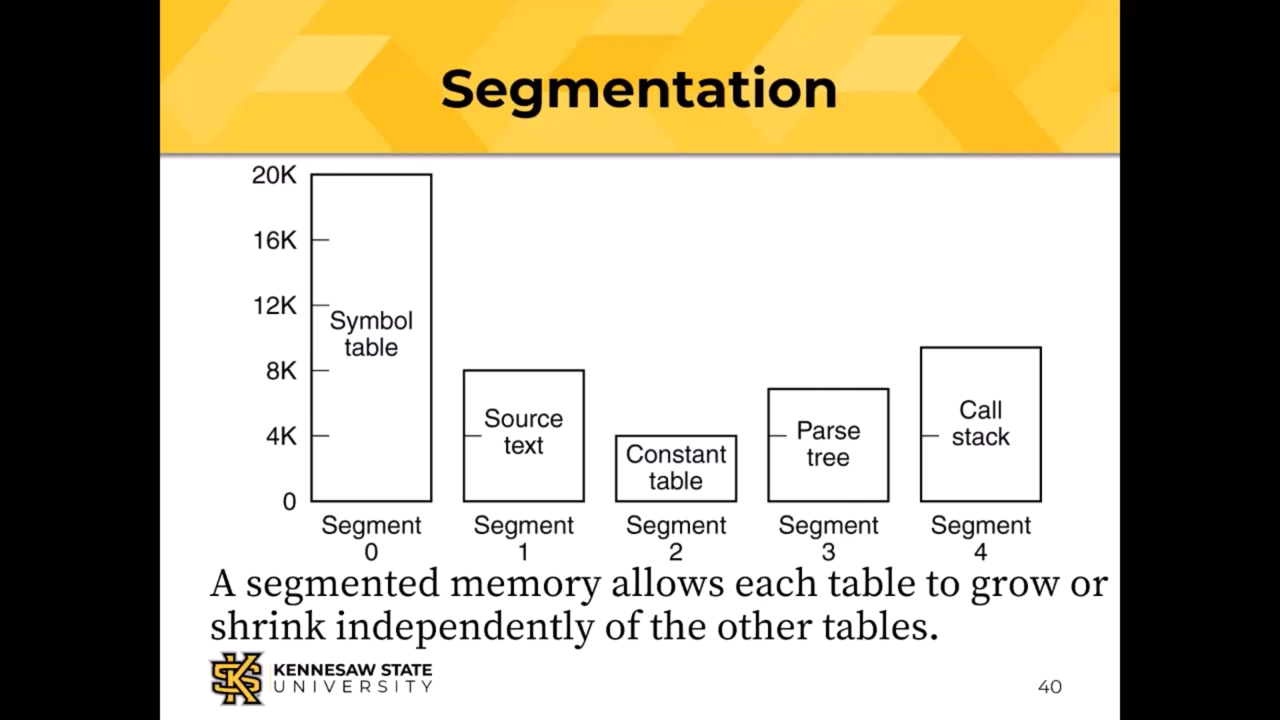 Segmentation
20K
16K
12K
8K
4K
0
Symbol
table
Source
text
Constant
table
Parse
tree
Call
stack
Segment
0
Segment
1
Segment
2
Segment
3
Segment
4
A segmented memory allows each table to grow or
shrink independently of the other tables.
KS
KENNESAW STATE
UNIVERSITY
40